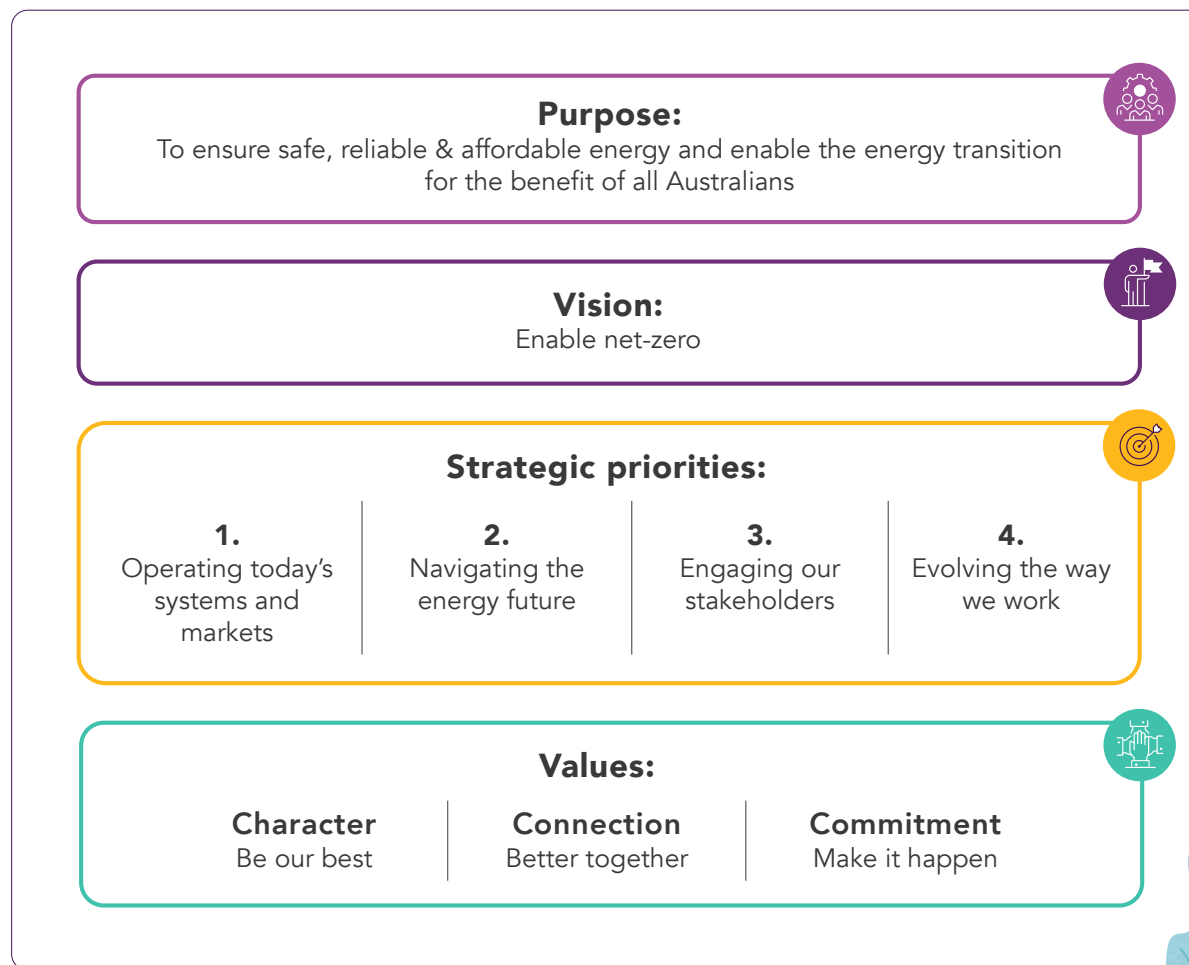 Purpose:
To ensure safe, reliable & affordable energy and enable the energy transition
for the benefit of all Australians
Vision:
Enable net-zero
Strategic priorities:
1.
Operating today’s
systems and
markets
2.
Navigating the
energy future
3.
Engaging our
stakeholders
4.
Evolving the way
we work
Values:
Character
Be our best
Connection
Better together
Commitment
Make it happen